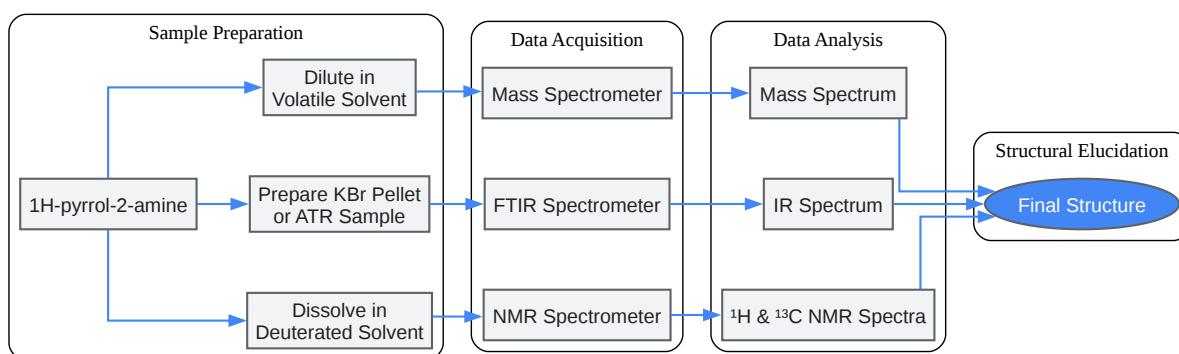 Sample Preparation
Data Acquisition
Data Analysis
Dilute in
Volatile Solvent
Mass Spectrometer
Mass Spectrum
Structural Elucidation
1H-pyrrol-2-amine
Prepare KBr Pellet
or ATR Sample
FTIR Spectrometer
IR Spectrum
Final Structure
Dissolve in
Deuterated Solvent
NMR Spectrometer
¹H & ¹³C NMR Spectra